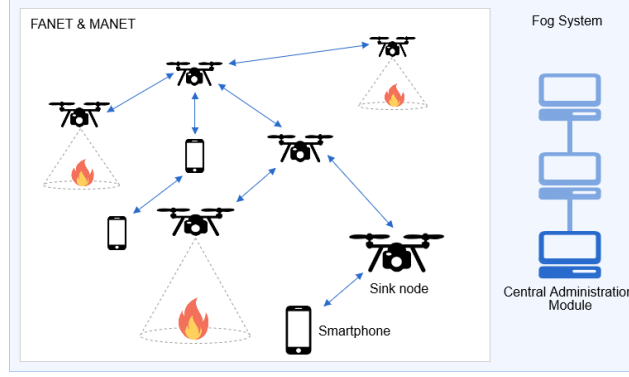 FANET & MANET
Fog System
Sink node
Central Administration
Module
Smartphone